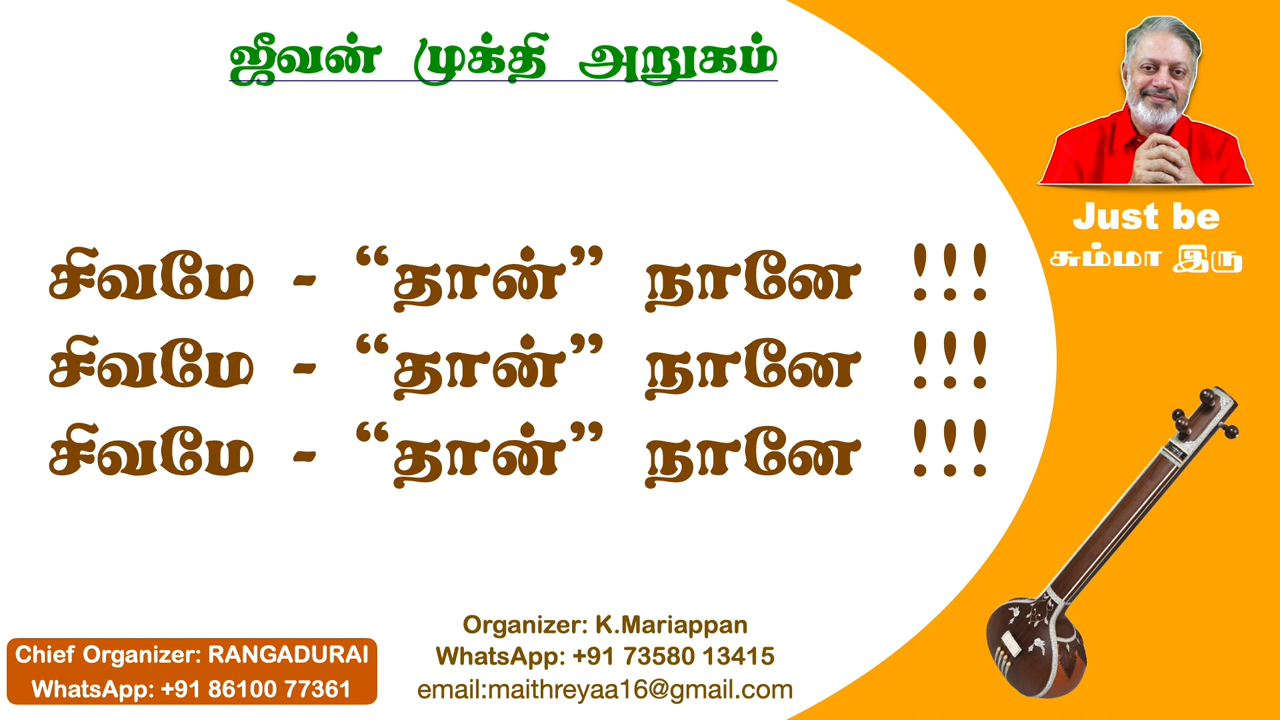 ஜீவன் முக்தி அறுகம்
Just be
சும்மா இரு
சிவமே - “தான்” நானே !!!
சிவமே - “தான்” நானே !!!
சிவமே - “தான்” நானே !!!
Organizer: K.Mariappan
WhatsApp: +91 73580 13415
email:maithreyaa16@gmail.com
Chief Organizer: RANGADURAI
WhatsApp: +91 86100 77361